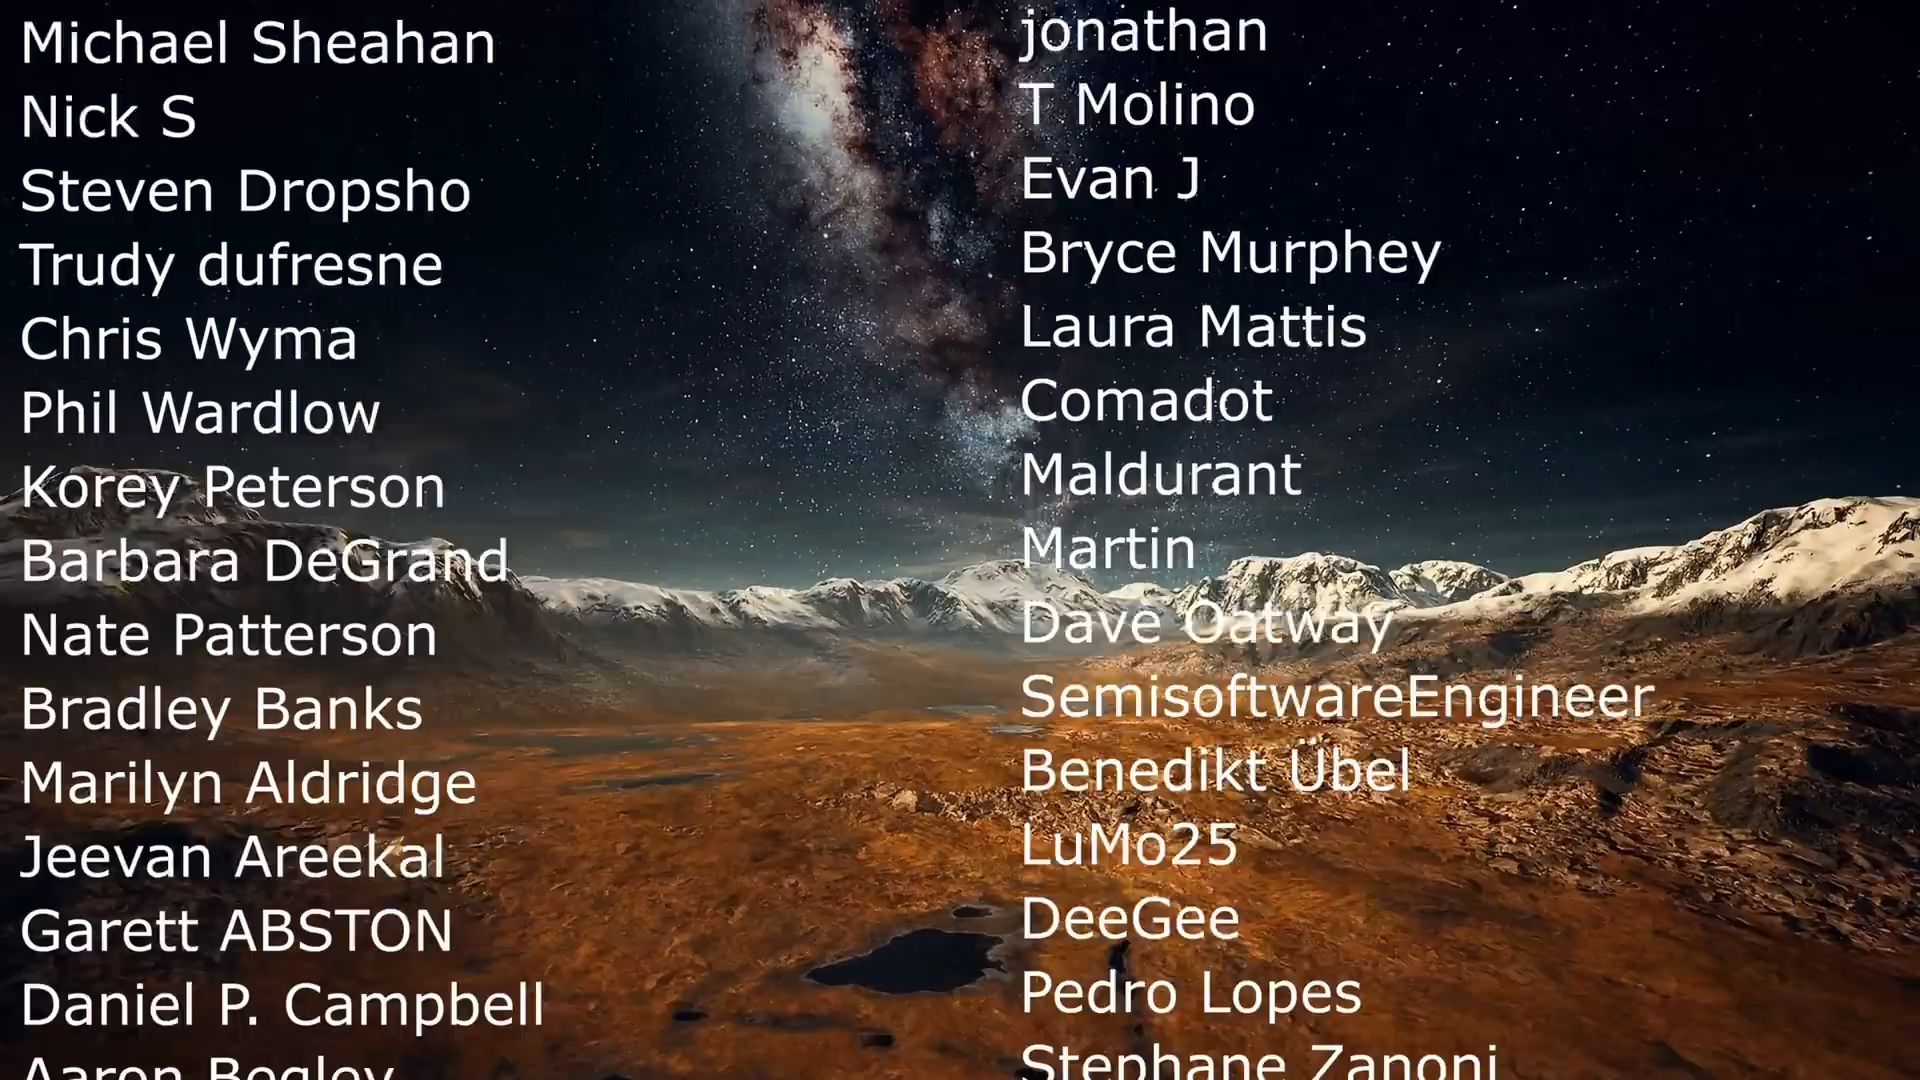 Michael Sheahan
Nick S
Steven Dropsho
Trudy dufresne
Chris Wyma
Phil Wardlow
Korey Peterson
Barbara DeGrand
Nate Patterson
Bradley Banks
Marilyn Aldridge
Jeevan Areekal
Garett ABSTON
Daniel P. Campbell
Aaron
jonathan
T Molino
Evan J
Bryce Murphey
Laura Mattis
Comadot
Maldurant
Martin
Dave Oatway
SemisoftwareEngineer
Benedikt Übel
LuMo25
DeeGee
Pedro Lopes
Stephane Zanoni